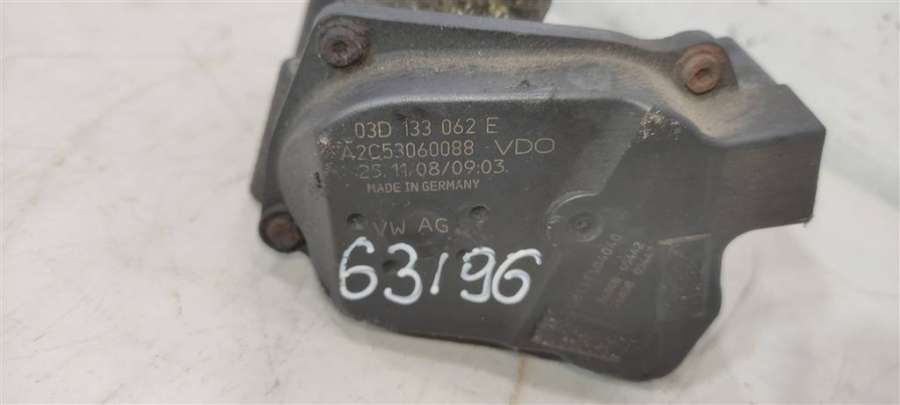 03D 133 062 E
A2C53060088 VDO
25.11.08/09:03
MADE IN GERMANY
VW AG
63196